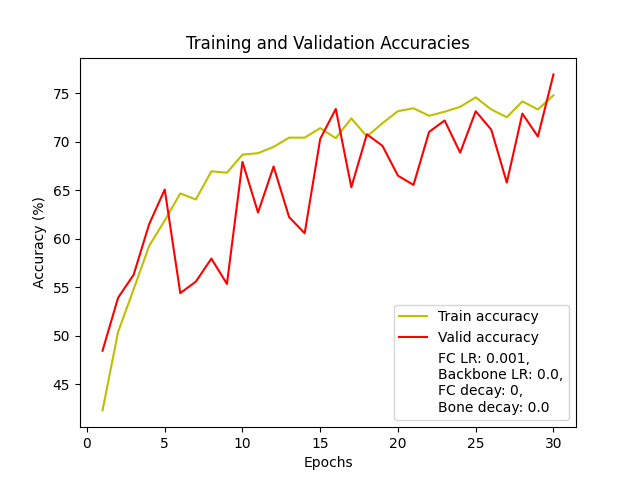 Training and Validation Accuracies
Accuracy (%)
75
70
65
60
55
50
45
0
5
10
15
20
25
30
Epochs
Train accuracy
Valid accuracy
FC LR: 0.001,
Backbone LR: 0.0,
FC decay: 0,
Bone decay: 0.0